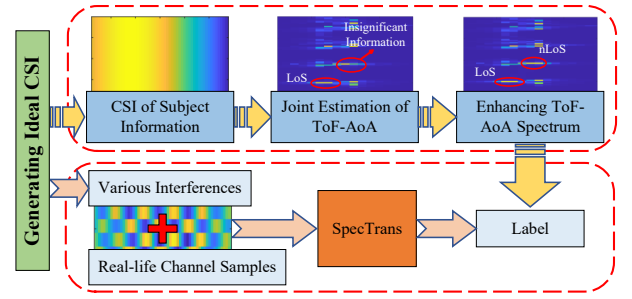 Generating Ideal CSI
Insignificant
Information
LoS
nLoS
LoS
CSI of Subject
Information
Joint Estimation of
ToF-AoA
Enhancing ToF-
AoA Spectrum
Various Interferences
Real-life Channel Samples
SpecTrans
Label